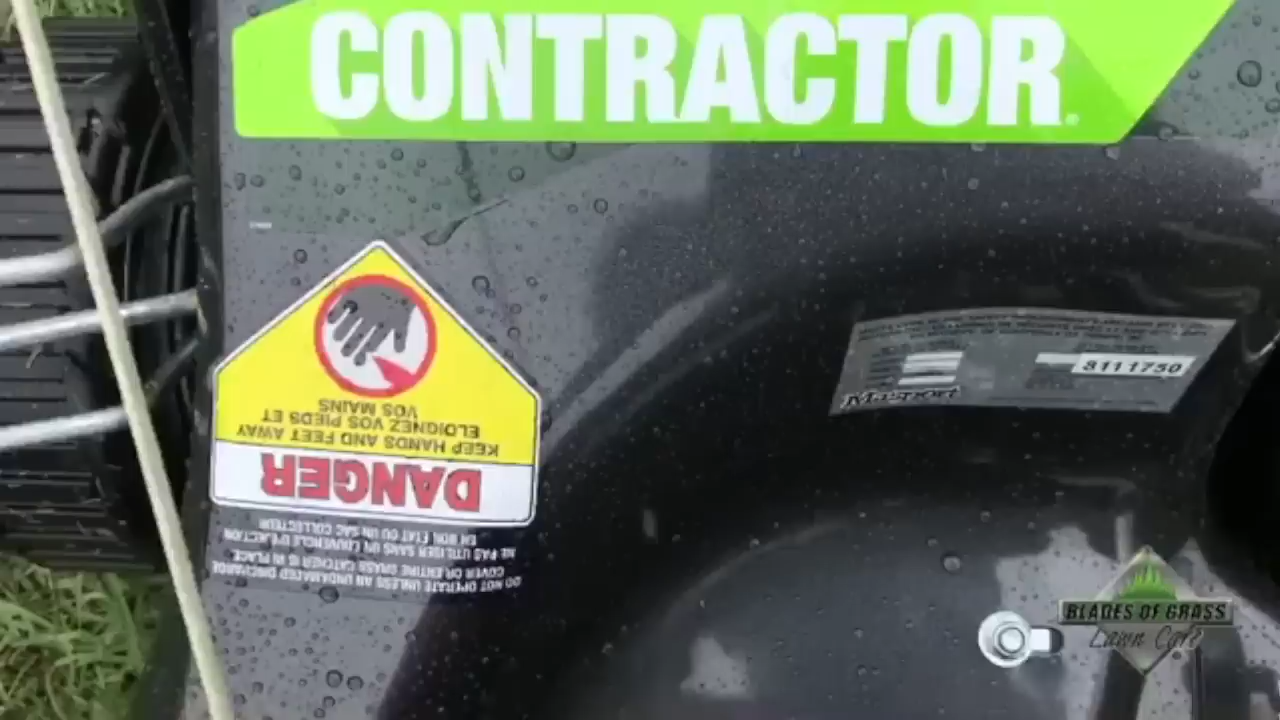 CONTRACTOR.
DANGER
KEEP HANDS AND FEET AWAY
ELOIGNEZ VOS PIEDS ET
VOS MAINS
DO NOT OPERATE UNLESS AN UNDAMAGED DISCHARGE
COVER OR ENTIRE GRASS CATCHER IS IN PLACE.
NE PAS UTILISER SANS UN COUVERCLE D'EJECTION
EN BON ETAT OU UN SAC COLLECTEUR
8111750
Masport
BLADES OF GRASS
Lawn Care